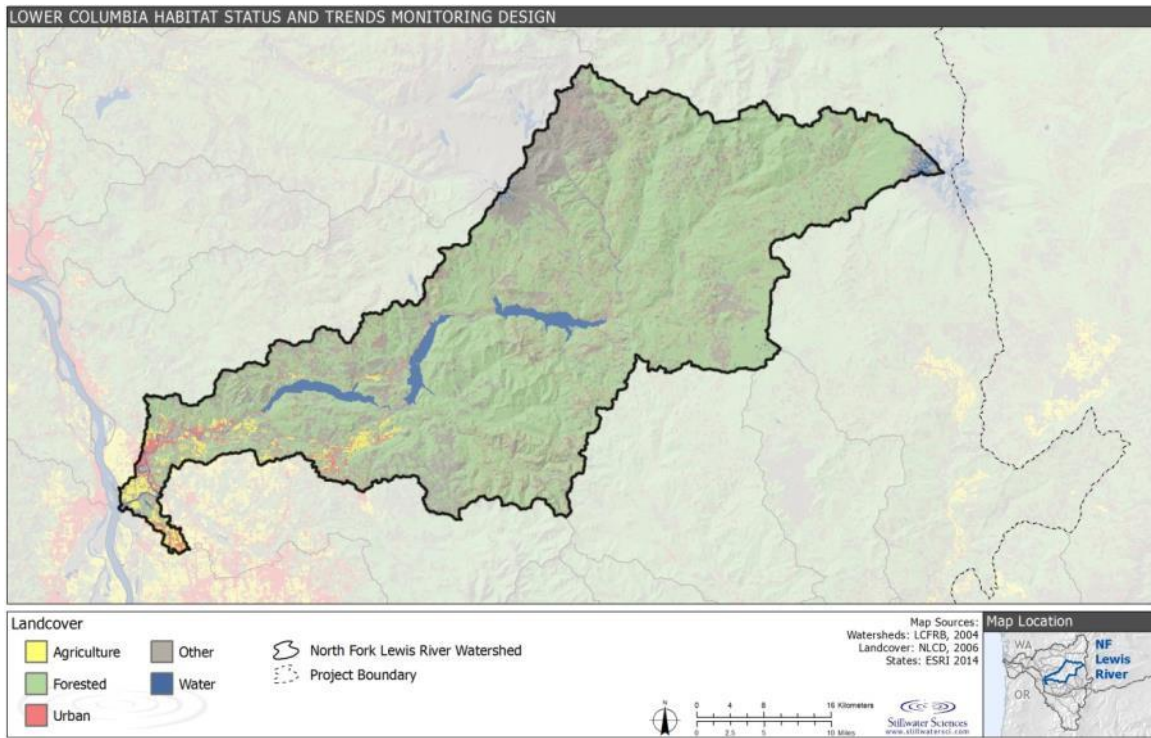 LOWER COLUMBIA HABITAT STATUS AND TRENDS MONITORING DESIGN
Landcover
Agriculture
Forested
Urban
Other
Water
North Fork Lewis River Watershed
Project Boundary
Map Sources:
Watersheds: LCFRB, 2004
Landcover: NLCD, 2006
States: ESRI 2014
N
0 4 8 16 Kilometers
0 2.5 5 10 Miles
Stillwater Sciences
www.stillwatersci.com
Map Location
WA
OR
NF
Lewis
River